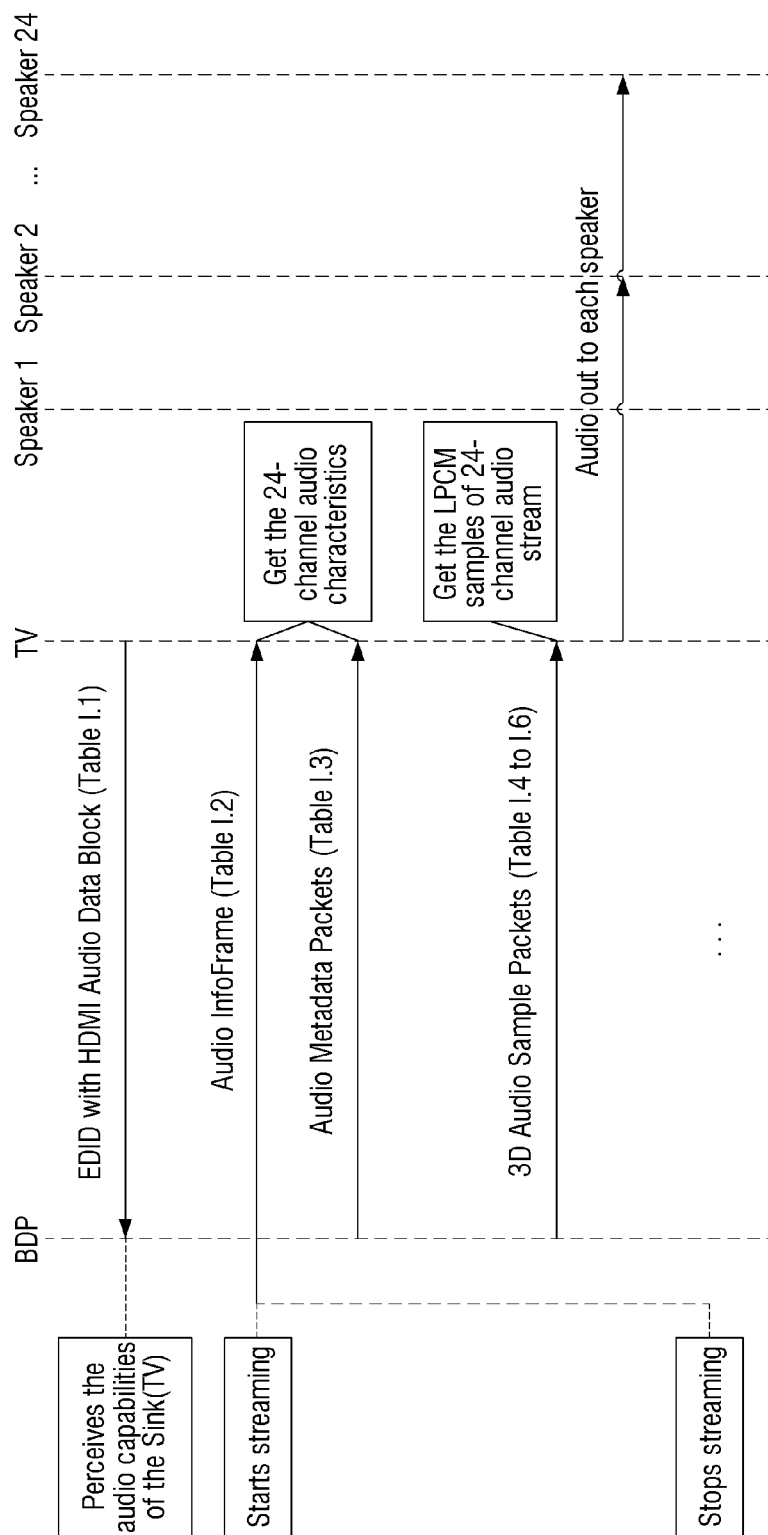 BDP
TV
Speaker 1
Speaker 2
...
Speaker 24
Perceives the
audio capabilities
of the Sink(TV)
EDID with HDMI Audio Data Block (Table I.1)
Starts streaming
Audio InfoFrame (Table I.2)
Get the 24-
channel audio
characteristics
Audio Metadata Packets (Table I.3)
3D Audio Sample Packets (Table I.4 to I.6)
Get the LPCM
samples of 24-
channel audio
stream
Audio out to each speaker
Stops streaming
...